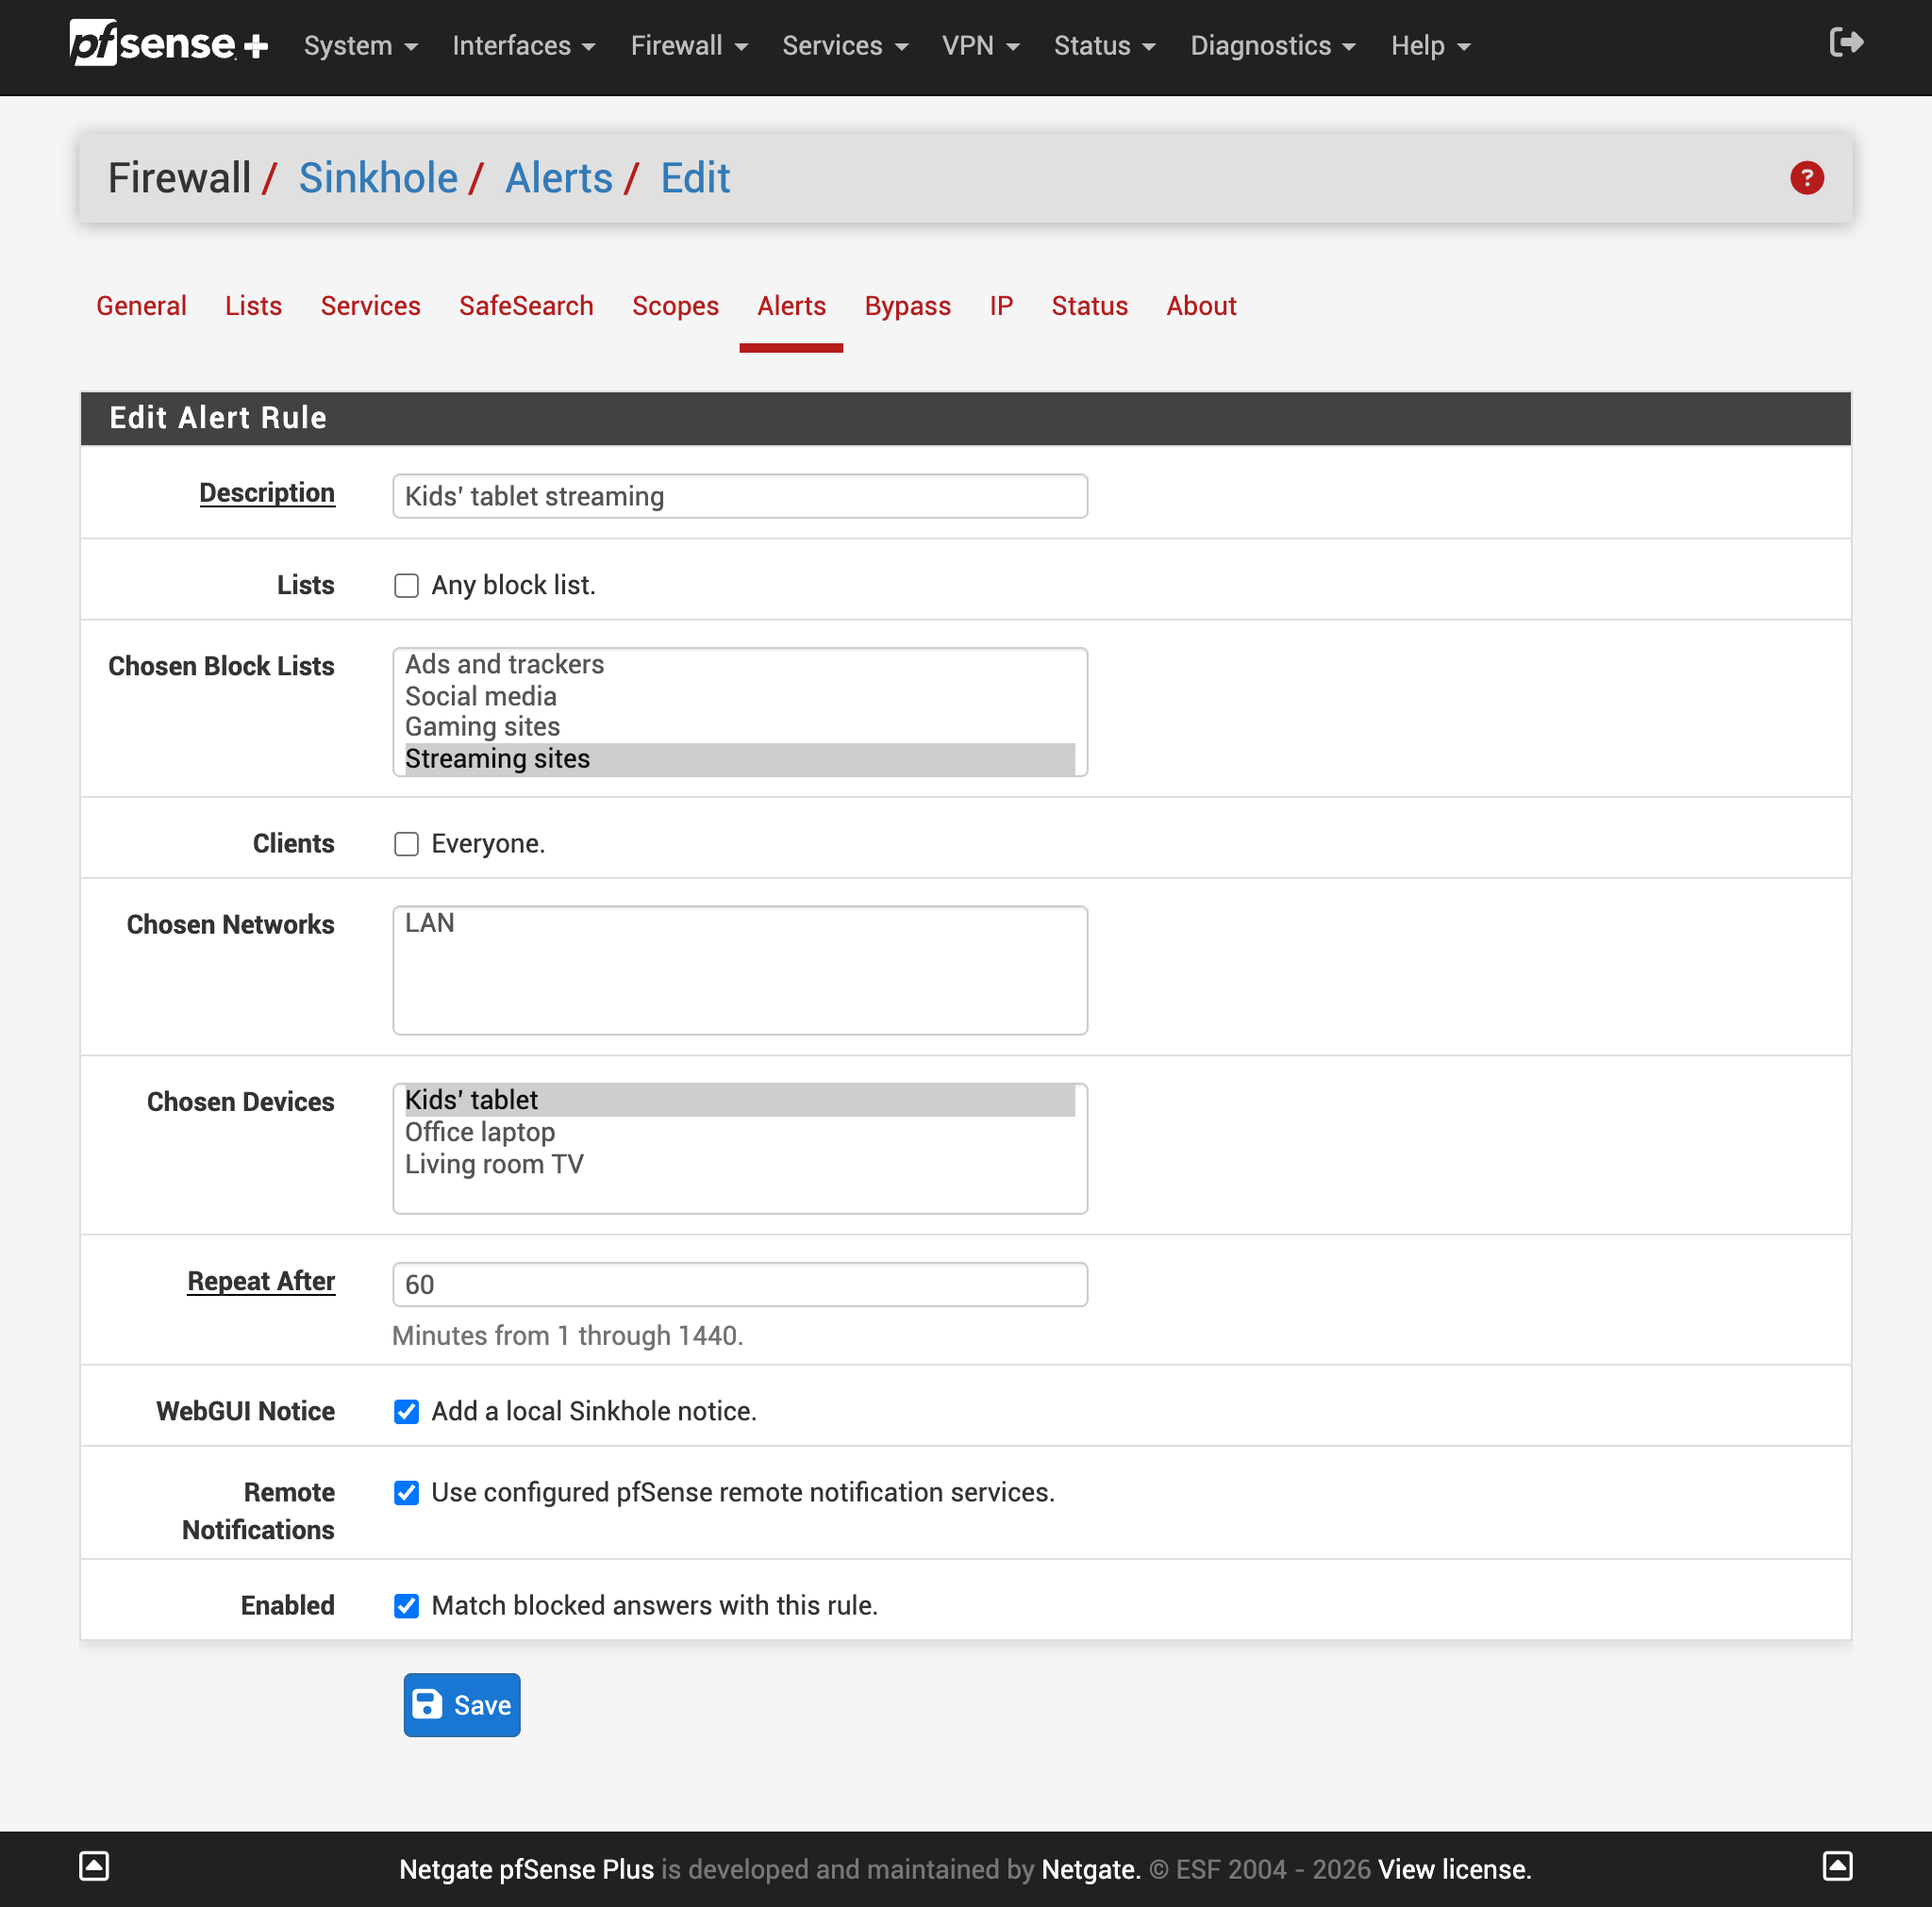 pfsense +
System Interfaces Firewall Services VPN Status Diagnostics Help
Firewall / Sinkhole / Alerts / Edit
?
General Lists Services SafeSearch Scopes Alerts Bypass IP Status About
Edit Alert Rule
Description Kids' tablet streaming
Lists Any block list.
Chosen Block Lists Ads and trackers
Social media
Gaming sites
Streaming sites
Clients Everyone.
Chosen Networks LAN
Chosen Devices Kids' tablet
Office laptop
Living room TV
Repeat After 60
Minutes from 1 through 1440.
WebGUI Notice Add a local Sinkhole notice.
Remote Notifications Use configured pfSense remote notification services.
Enabled Match blocked answers with this rule.
Save
Netgate pfSense Plus is developed and maintained by Netgate. © ESF 2004 - 2026 View license.